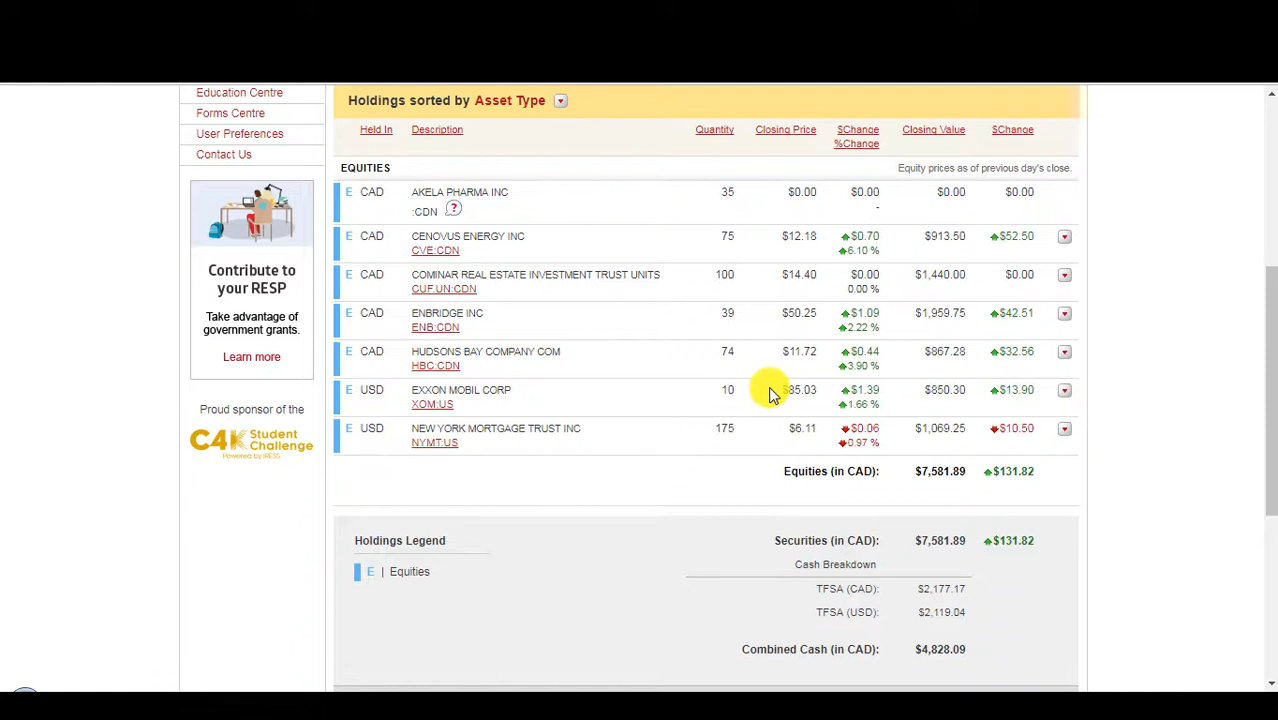 Education Centre
Forms Centre
User Preferences
Contact Us
Contribute to
your RESP
Take advantage of
government grants.
Learn more
Proud sponsor of the
C4K Student
Challenge
Powered by IRESS
Holdings sorted by Asset Type
Held In Description Quantity Closing Price $Change Closing Value $Change
%Change
EQUITIES Equity prices as of previous day's close.
E CAD AKELA PHARMA INC 35 $0.00 $0.00 $0.00 $0.00
:CDN ? -
E CAD CENOVUS ENERGY INC 75 $12.18 $0.70 $913.50 $52.50
CVE:CDN 6.10 %
E CAD COMINAR REAL ESTATE INVESTMENT TRUST UNITS 100 $14.40 $0.00 $1,440.00 $0.00
CUF.UN:CDN 0.00 %
E CAD ENBRIDGE INC 39 $50.25 $1.09 $1,959.75 $42.51
ENB:CDN 2.22 %
E CAD HUDSONS BAY COMPANY COM 74 $11.72 $0.44 $867.28 $32.56
HBC:CDN 3.90 %
E USD EXXON MOBIL CORP 10 $85.03 $1.39 $850.30 $13.90
XOM:US 1.66 %
E USD NEW YORK MORTGAGE TRUST INC 175 $6.11 $0.06 $1,069.25 $10.50
NYMT:US 0.97 %
Equities (in CAD): $7,581.89 $131.82
Holdings Legend Securities (in CAD): $7,581.89 $131.82
E | Equities
Cash Breakdown
TFSA (CAD): $2,177.17
TFSA (USD): $2,119.04
Combined Cash (in CAD): $4,828.09